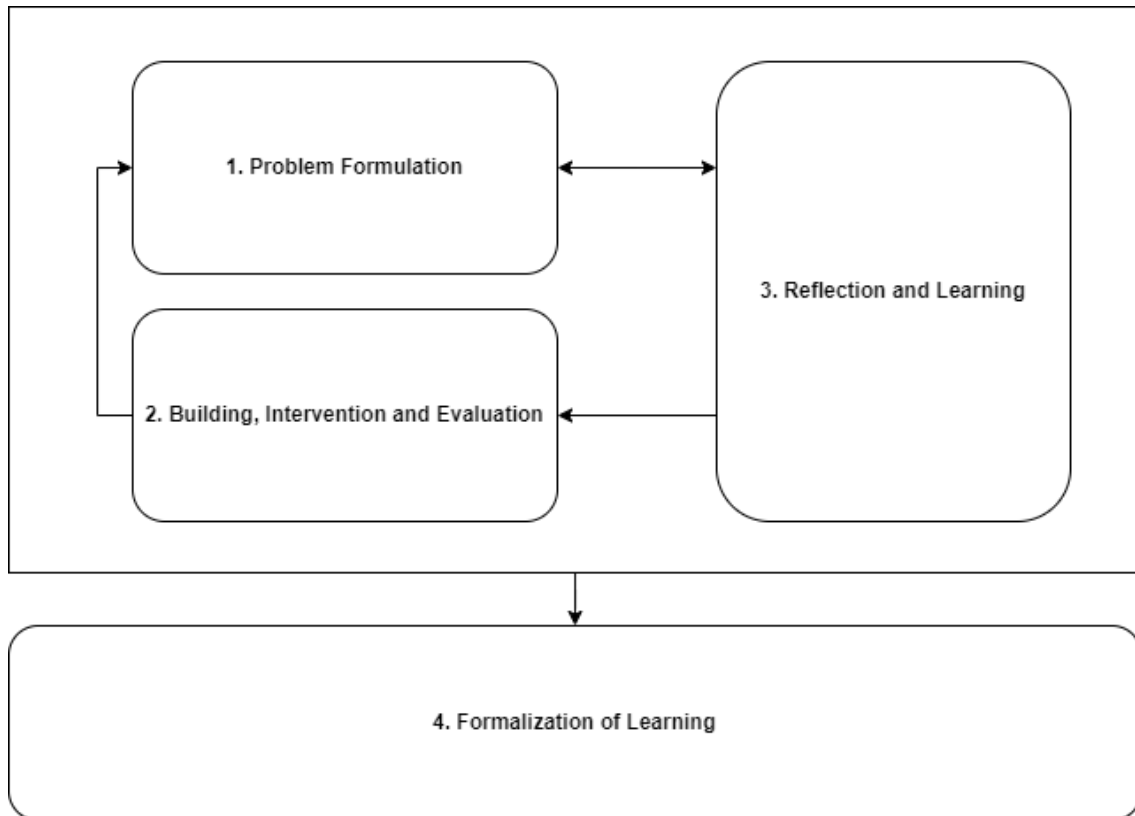 1. Problem Formulation
3. Reflection and Learning
2. Building, Intervention and Evaluation
4. Formalization of Learning